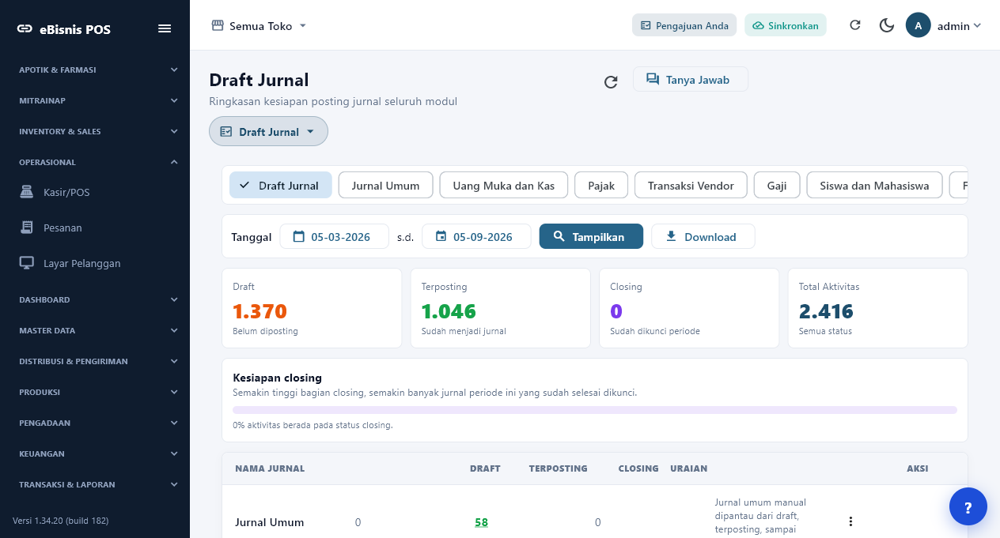 eBisnis POS
APOTIK & FARMASI
MITRAINAP
INVENTORY & SALES
OPERASIONAL
Kasir/POS
Pesanan
Layar Pelanggan
DASHBOARD
MASTER DATA
DISTRIBUSI & PENGIRIMAN
PRODUKSI
PENGADAAN
KEUANGAN
TRANSAKSI & LAPORAN
Versi 1.34.20 (build 182)
Semua Toko
Pengajuan Anda
Sinkronkan
A
admin
Draft Jurnal
Tanya Jawab
Ringkasan kesiapan posting jurnal seluruh modul
Draft Jurnal
Draft Jurnal Jurnal Umum Uang Muka dan Kas Pajak Transaksi Vendor Gaji Siswa dan Mahasiswa
Tanggal 05-03-2026 s.d. 05-09-2026 Tampilkan Download
Draft Terposting Closing Total Aktivitas
1.370 1.046 0 2.416
Belum diposting Sudah menjadi jurnal Sudah dikunci periode Semua status
Kesiapan closing
Semakin tinggi bagian closing, semakin banyak jurnal periode ini yang sudah selesai dikunci.
0% aktivitas berada pada status closing.
NAMA JURNAL DRAFT TERPOSTING CLOSING URAIAN AKSI
Jurnal Umum 0 58 0
Jurnal umum manual
dipantau dari draft,
terposting, sampai
?